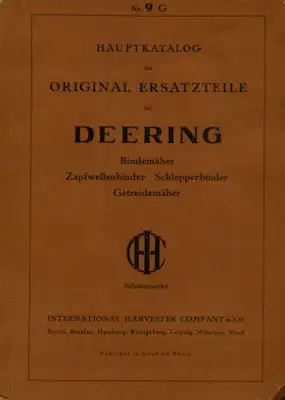 Nr. 9 G
HAUPTKATALOG
der
ORIGINAL ERSATZTEILE
für
DEERING
Bindemäher
Zapfwellenbinder Schlepperbinder
Getreidemäher
IHC
Schutzmarke
INTERNATIONAL HARVESTER COMPANY m.b.H.
Berlin, Breslau, Hamburg, Königsberg, Leipzig, München, Neuß